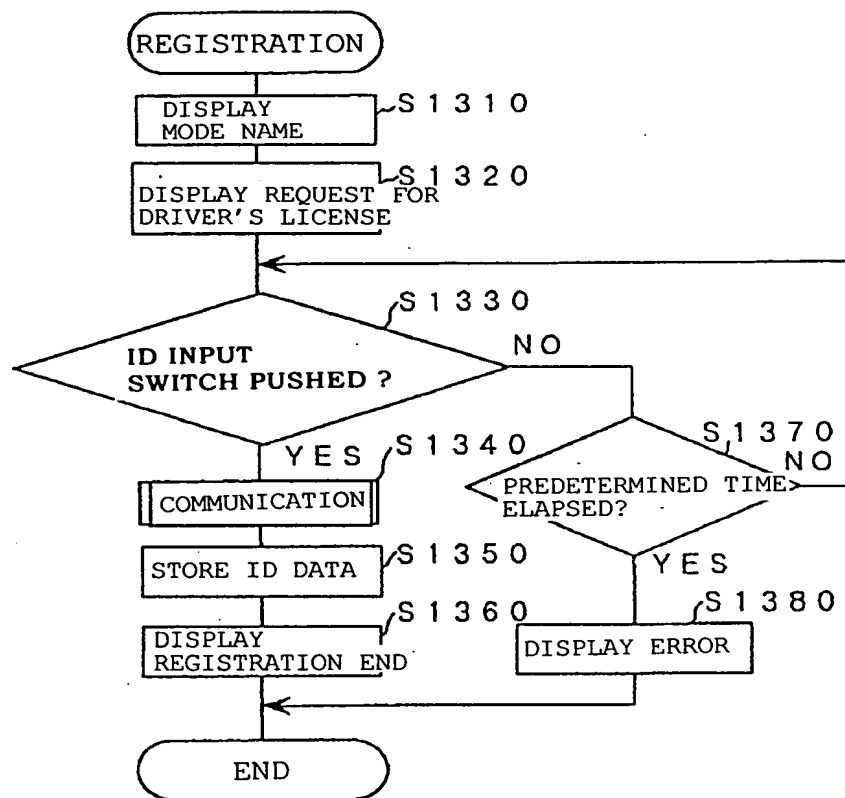 REGISTRATION
DISPLAY
MODE NAME
S1310
DISPLAY REQUEST FOR
DRIVER'S LICENSE
S1320
ID INPUT
SWITCH PUSHED ?
S1330
NO
YES
COMMUNICATION
S1340
PREDETERMINED TIME
ELAPSED?
S1370
NO
YES
STORE ID DATA
S1350
DISPLAY
REGISTRATION END
S1360
DISPLAY ERROR
S1380
END